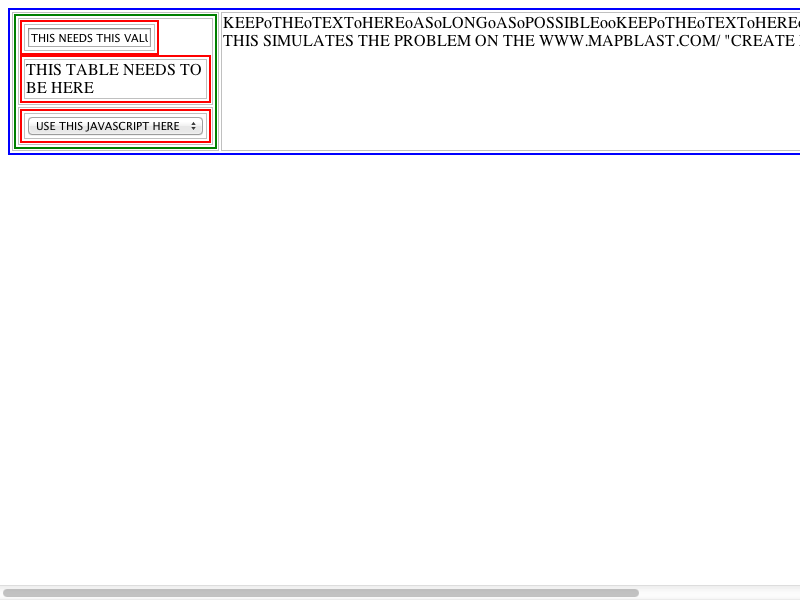 THIS NEEDS THIS VALU
THIS TABLE NEEDS TO
BE HERE
USE THIS JAVASCRIPT HERE
KEEPoTHEoTEXToHEREoASoLONGoASoPOSSIBLEooKEEPoTHEoTEXToHEREo
THIS SIMULATES THE PROBLEM ON THE WWW.MAPBLAST.COM/ "CREATE